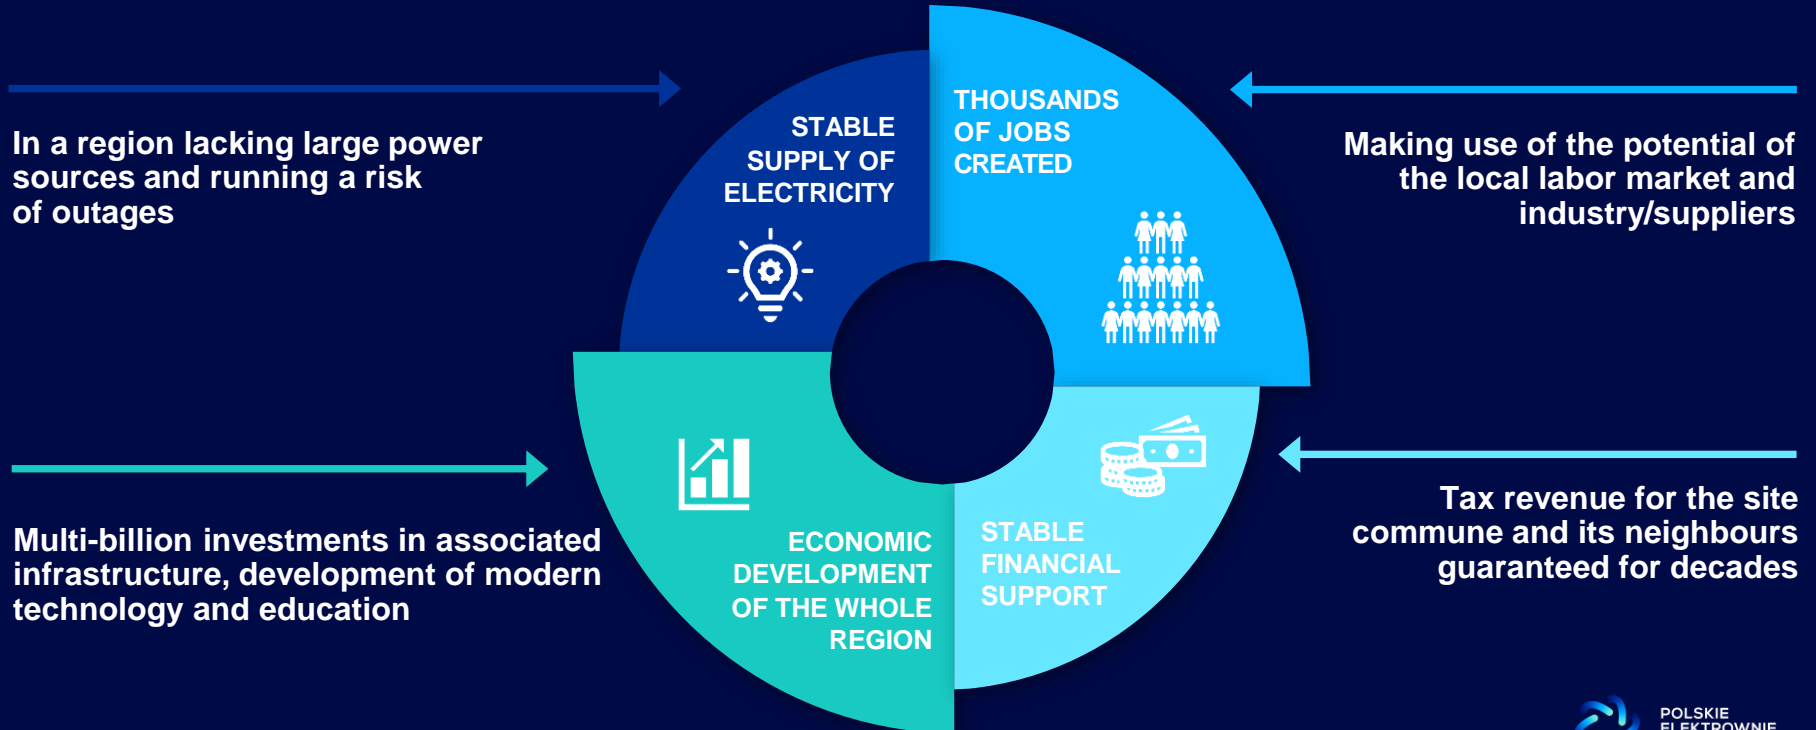 In a region lacking large power
sources and running a risk
of outages
STABLE
SUPPLY OF
ELECTRICITY
THOUSANDS
OF JOBS
CREATED
Making use of the potential of
the local labor market and
industry/suppliers
Multi-billion investments in associated
infrastructure, development of modern
technology and education
ECONOMIC
DEVELOPMENT
OF THE WHOLE
REGION
STABLE
FINANCIAL
SUPPORT
Tax revenue for the site
commune and its neighbours
guaranteed for decades
POLSKIE
ELEKTROWNIE